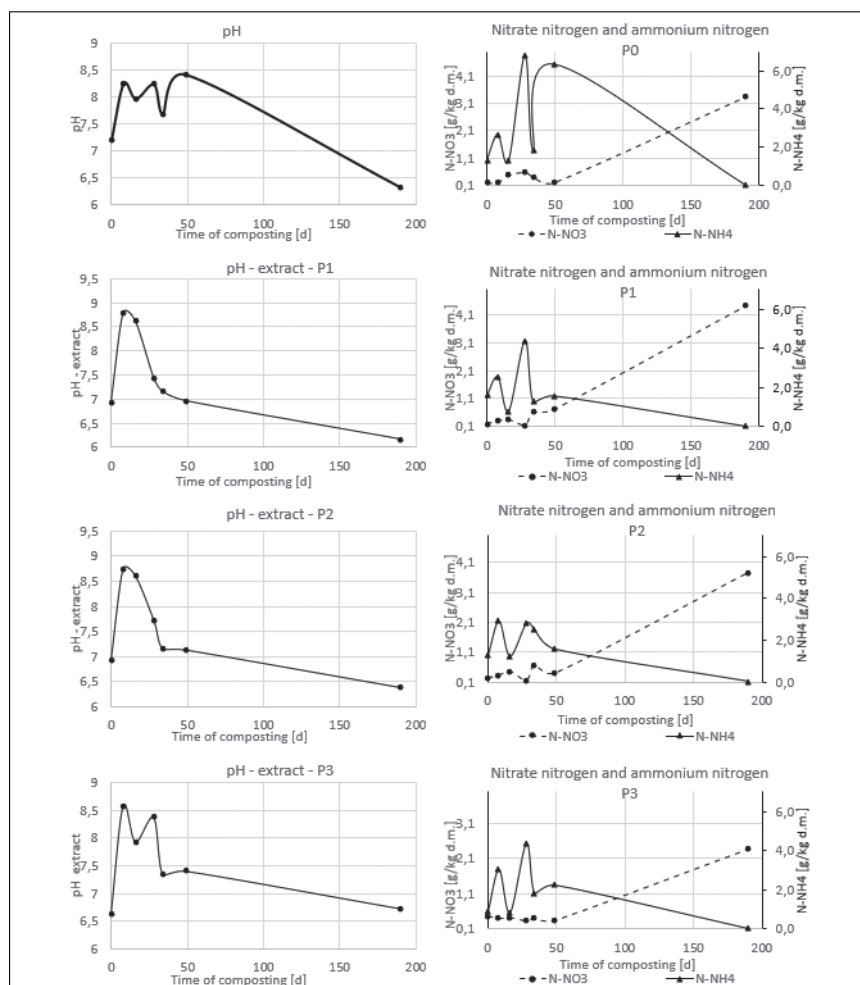 pH
9
8,5
8
7,5
7
6,5
6
pH
0 50 100 150 200
Time of composting [d]
Nitrate nitrogen and ammonium nitrogen
P0
4,1
3,1
2,1
1,1
0,1
N-NO3 [g/kg d.m.]
6,0
4,0
2,0
0,0
N-NH4 [g/kg d.m.]
0 50 100 150 200
Time of composting [d]
N-NO3 N-NH4
pH - extract - P1
9,5
9
8,5
8
7,5
7
6,5
6
pH - extract
0 50 100 150 200
Time of composting [d]
Nitrate nitrogen and ammonium nitrogen
P1
4,1
3,1
2,1
1,1
0,1
N-NO3 [g/kg d.m.]
6,0
4,0
2,0
0,0
N-NH4 [g/kg d.m.]
0 50 100 150 200
Time of composting [d]
N-NO3 N-NH4
pH - extract - P2
9,5
9
8,5
8
7,5
7
6,5
6
pH - extract
0 50 100 150 200
Time of composting [d]
Nitrate nitrogen and ammonium nitrogen
P2
4,1
3,1
2,1
1,1
0,1
N-NO3 [g/kg d.m.]
6,0
4,0
2,0
0,0
N-NH4 [g/kg d.m.]
0 50 100 150 200
Time of composting [d]
N-NO3 N-NH4
pH - extract - P3
9
8,5
8
7,5
7
6,5
6
pH extract
0 50 100 150 200
Time of composting [d]
Nitrate nitrogen and ammonium nitrogen
P3
3,1
2,1
1,1
0,1
N-NO3 [g/kg d.m.]
6,0
4,0
2,0
0,0
N-NH4 [g/kg d.m.]
0 50 100 150 200
Time of composting [d]
N-NO3 N-NH4